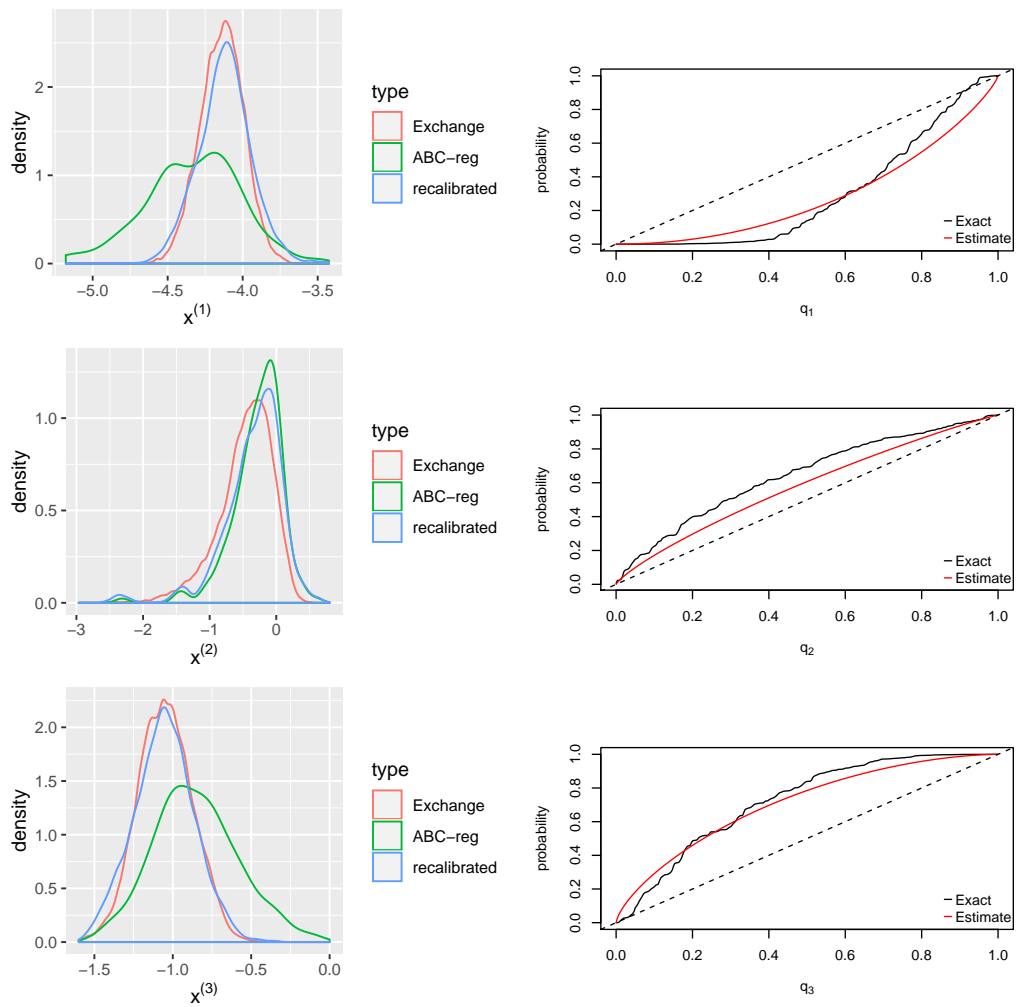 density
0
1
2
−5.0 −4.5 −4.0 −3.5
x(1)
type
Exchange
ABC−reg
recalibrated
probability
0.0 0.2 0.4 0.6 0.8 1.0
0.0 0.2 0.4 0.6 0.8 1.0
q1
Exact
Estimate
density
0.0
0.5
1.0
−3 −2 −1 0
x(2)
type
Exchange
ABC−reg
recalibrated
probability
0.0 0.2 0.4 0.6 0.8 1.0
0.0 0.2 0.4 0.6 0.8 1.0
q2
Exact
Estimate
density
0.0
0.5
1.0
1.5
2.0
−1.5 −1.0 −0.5 0.0
x(3)
type
Exchange
ABC−reg
recalibrated
probability
0.0 0.2 0.4 0.6 0.8 1.0
0.0 0.2 0.4 0.6 0.8 1.0
q3
Exact
Estimate